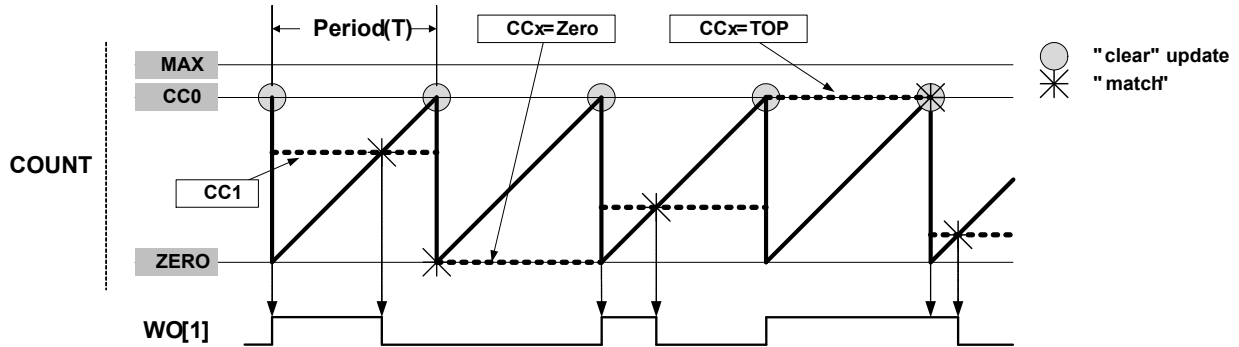 Period(T)
CCx=Zero
CCx=TOP
MAX
CC0
"clear" update
"match"
COUNT
CC1
ZERO
WO[1]